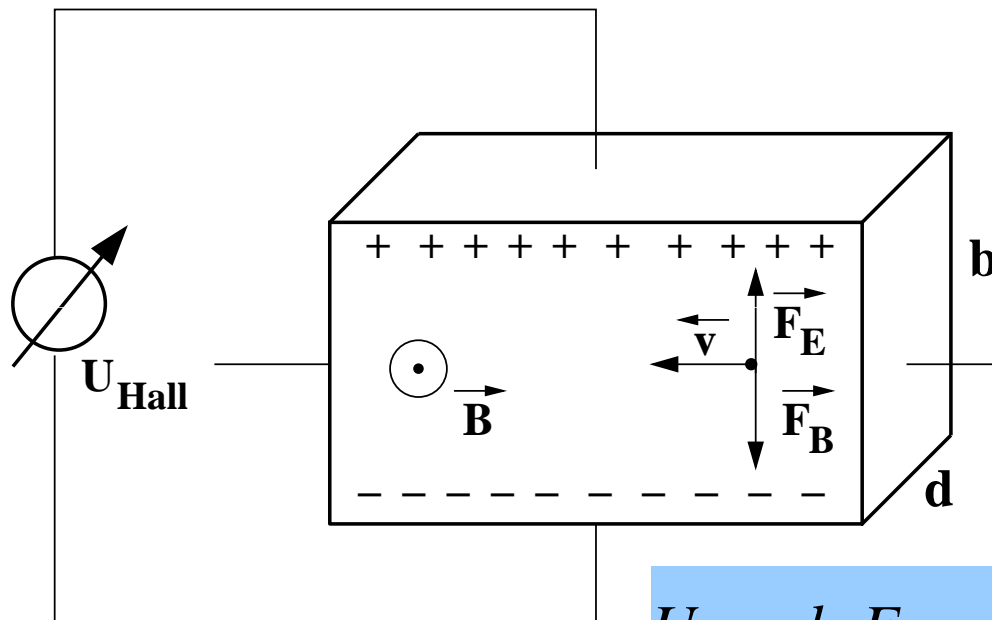 + + + + + + + + + +
b
F_E
v
U_Hall
B
F_B
− − − − − − − − − − −
d